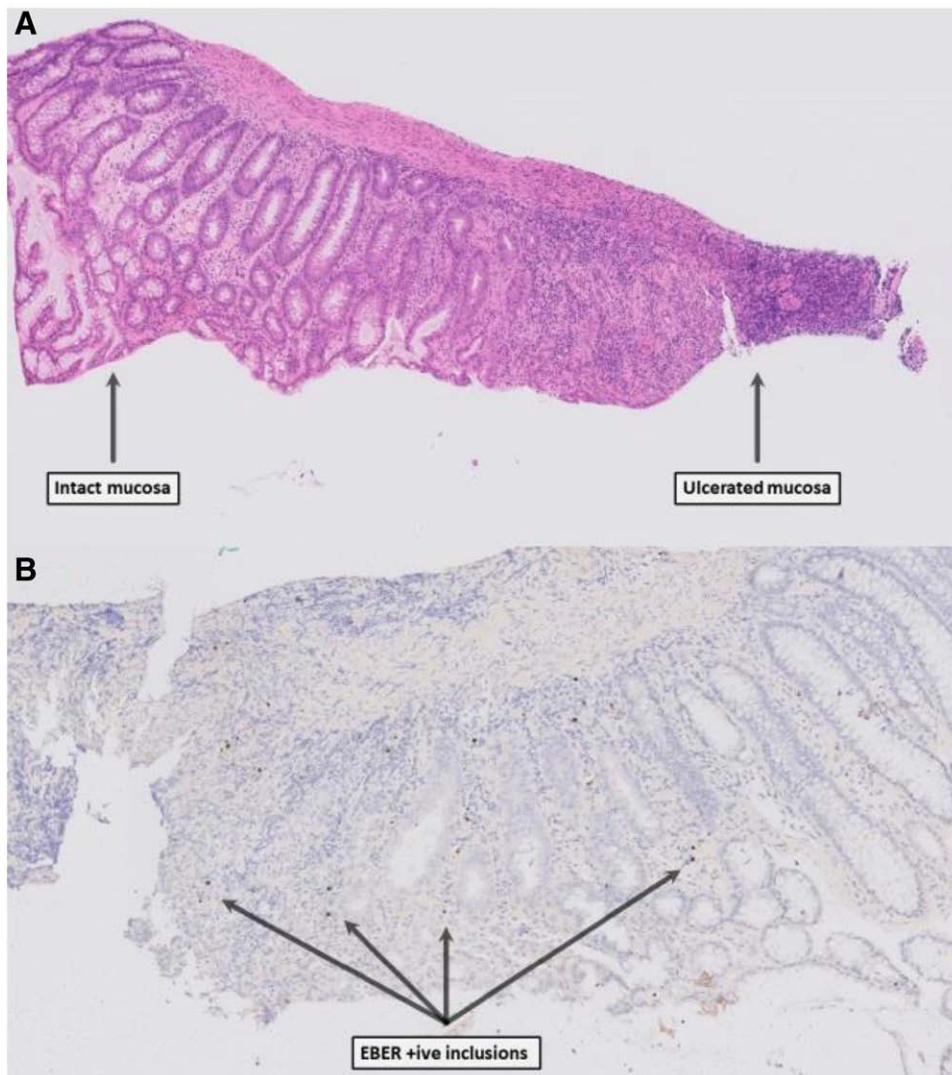 A
Intact mucosa
Ulcerated mucosa
B
EBER +ive inclusions